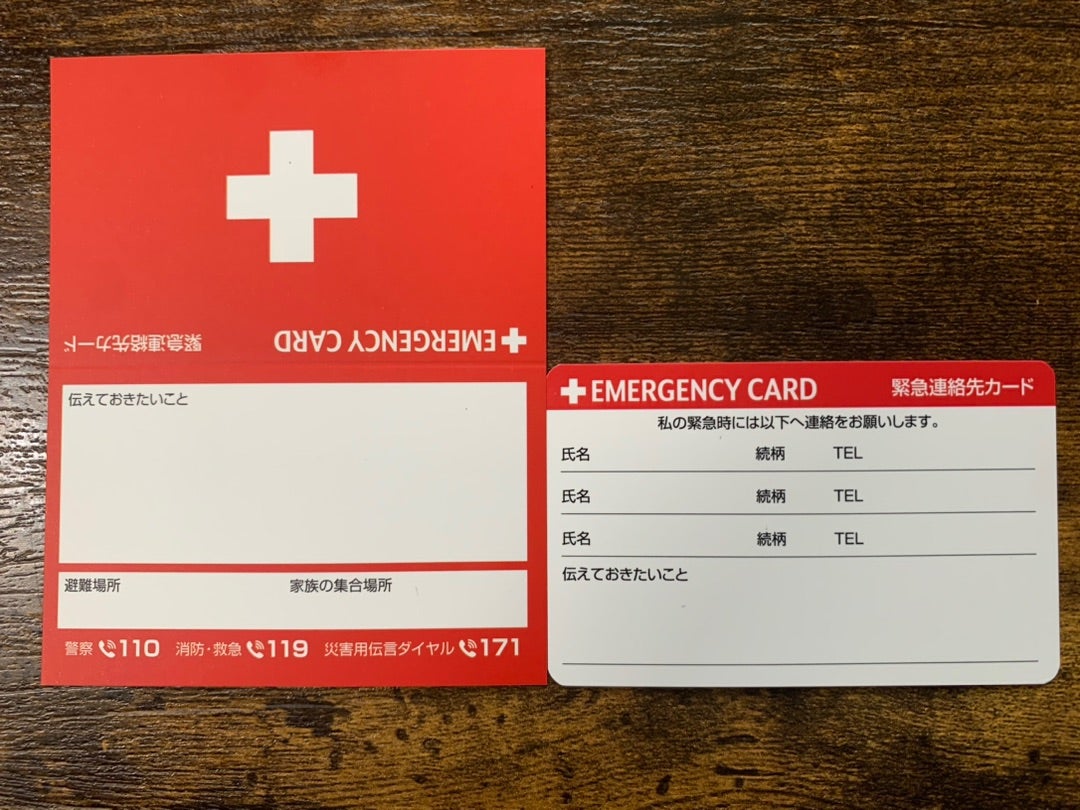 EMERGENCY CARD 緊急連絡先カード
伝えておきたいこと
避難場所 家族の集合場所
警察 110 消防・救急 119 災害用伝言ダイヤル 171
EMERGENCY CARD 緊急連絡先カード
私の緊急時には以下へ連絡をお願いします。
氏名 続柄 TEL
氏名 続柄 TEL
氏名 続柄 TEL
伝えておきたいこと